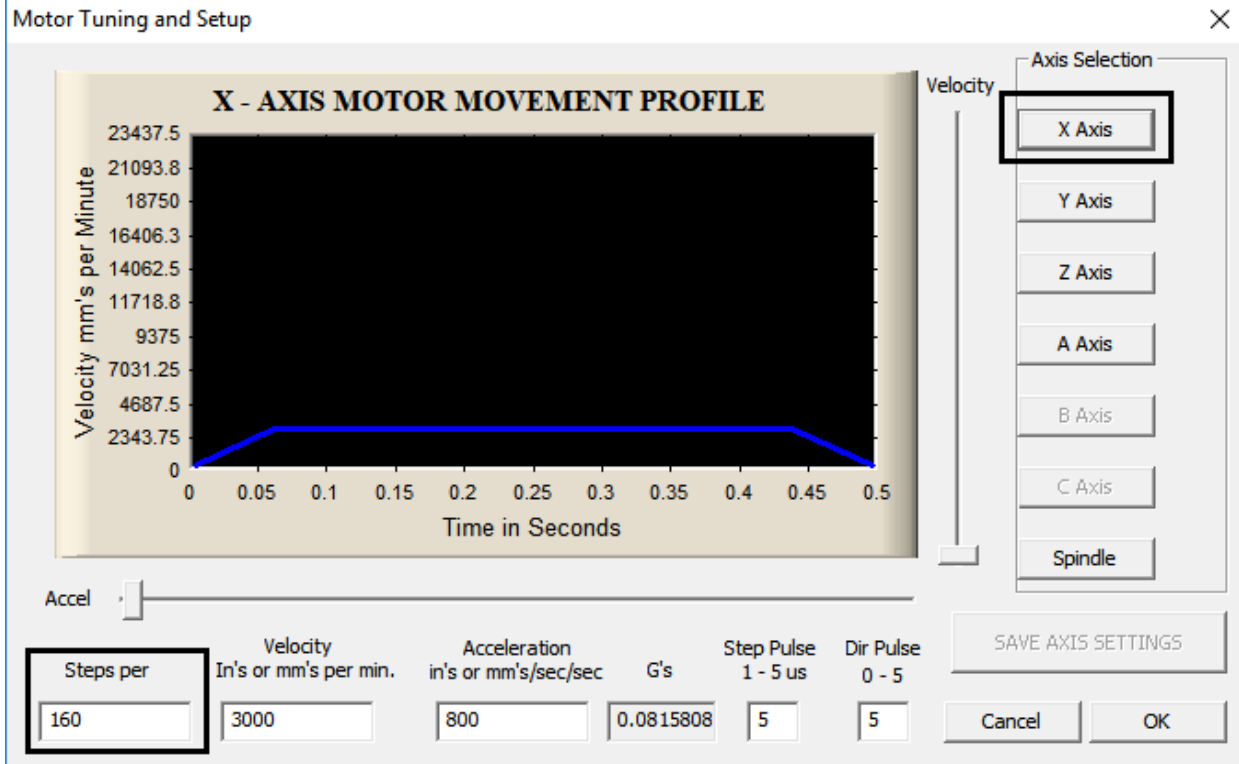 Motor Tuning and Setup
X - AXIS MOTOR MOVEMENT PROFILE
Velocity mm's per Minute
23437.5
21093.8
18750
16406.3
14062.5
11718.8
9375
7031.25
4687.5
2343.75
0
0 0.05 0.1 0.15 0.2 0.25 0.3 0.35 0.4 0.45 0.5
Time in Seconds
Velocity
Axis Selection
X Axis
Y Axis
Z Axis
A Axis
B Axis
C Axis
Spindle
Accel
Steps per
160
Velocity
In's or mm's per min.
3000
Acceleration
in's or mm's/sec/sec
800
G's
0.0815808
Step Pulse
1 - 5 us
5
Dir Pulse
0 - 5
5
SAVE AXIS SETTINGS
Cancel
OK